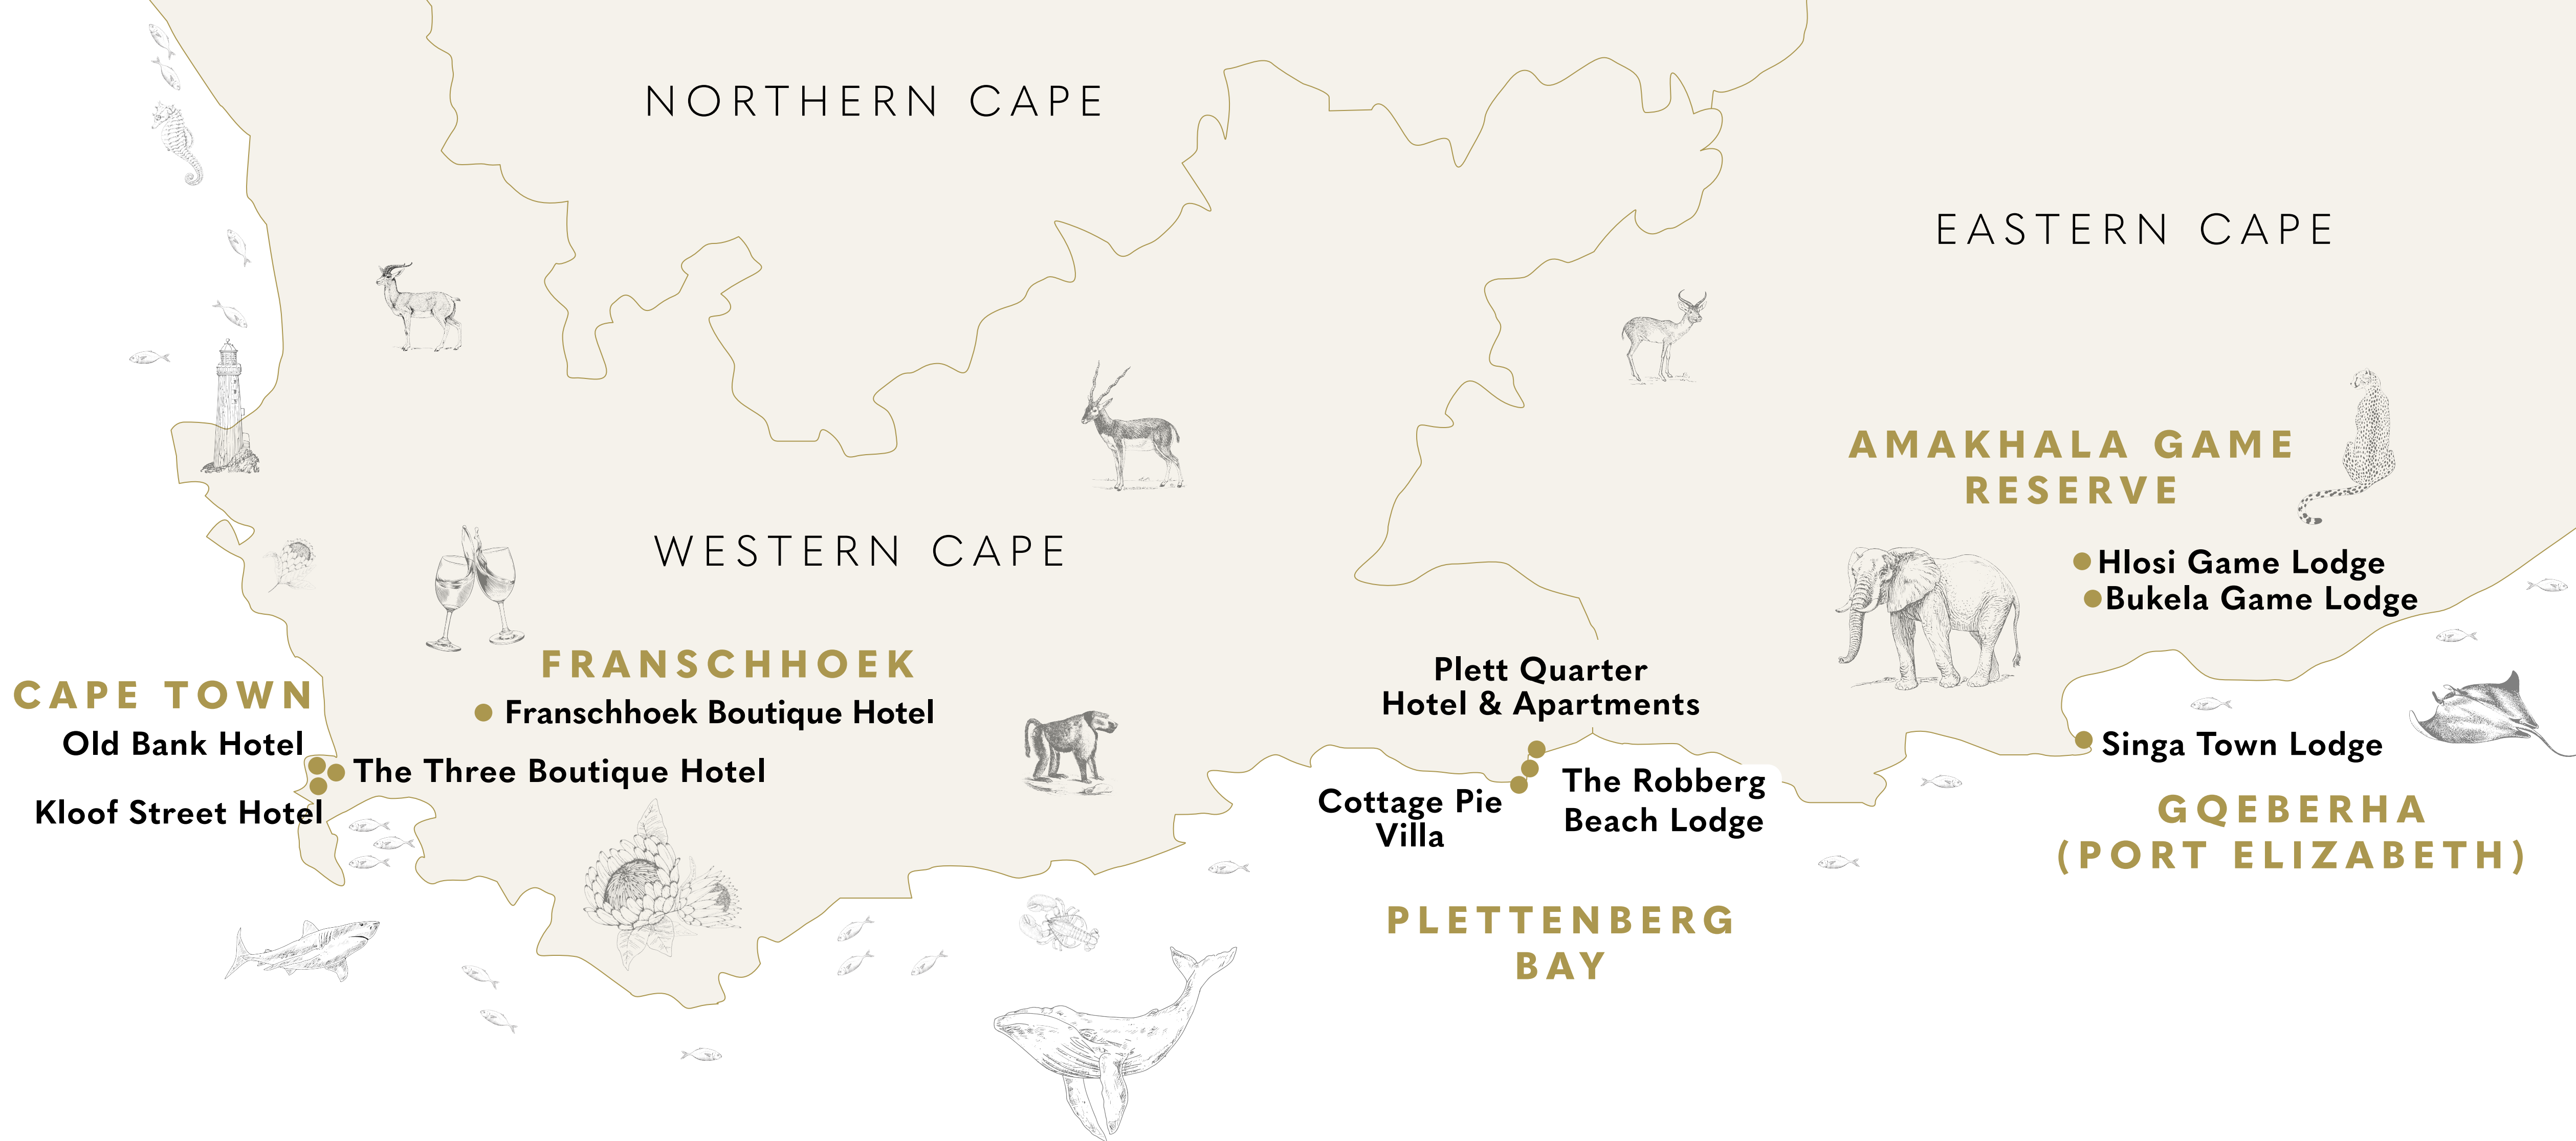 NORTHERN CAPE
EASTERN CAPE
WESTERN CAPE
CAPE TOWN
Old Bank Hotel
The Three Boutique Hotel
Kloof Street Hotel
FRANSCHHOEK
Franschhoek Boutique Hotel
Plett Quarter
Hotel & Apartments
Cottage Pie
Villa
The Robberg
Beach Lodge
PLETTENBERG
BAY
AMAKHALA GAME
RESERVE
Hlosi Game Lodge
Bukela Game Lodge
Singa Town Lodge
GQEBERHA
(PORT ELIZABETH)